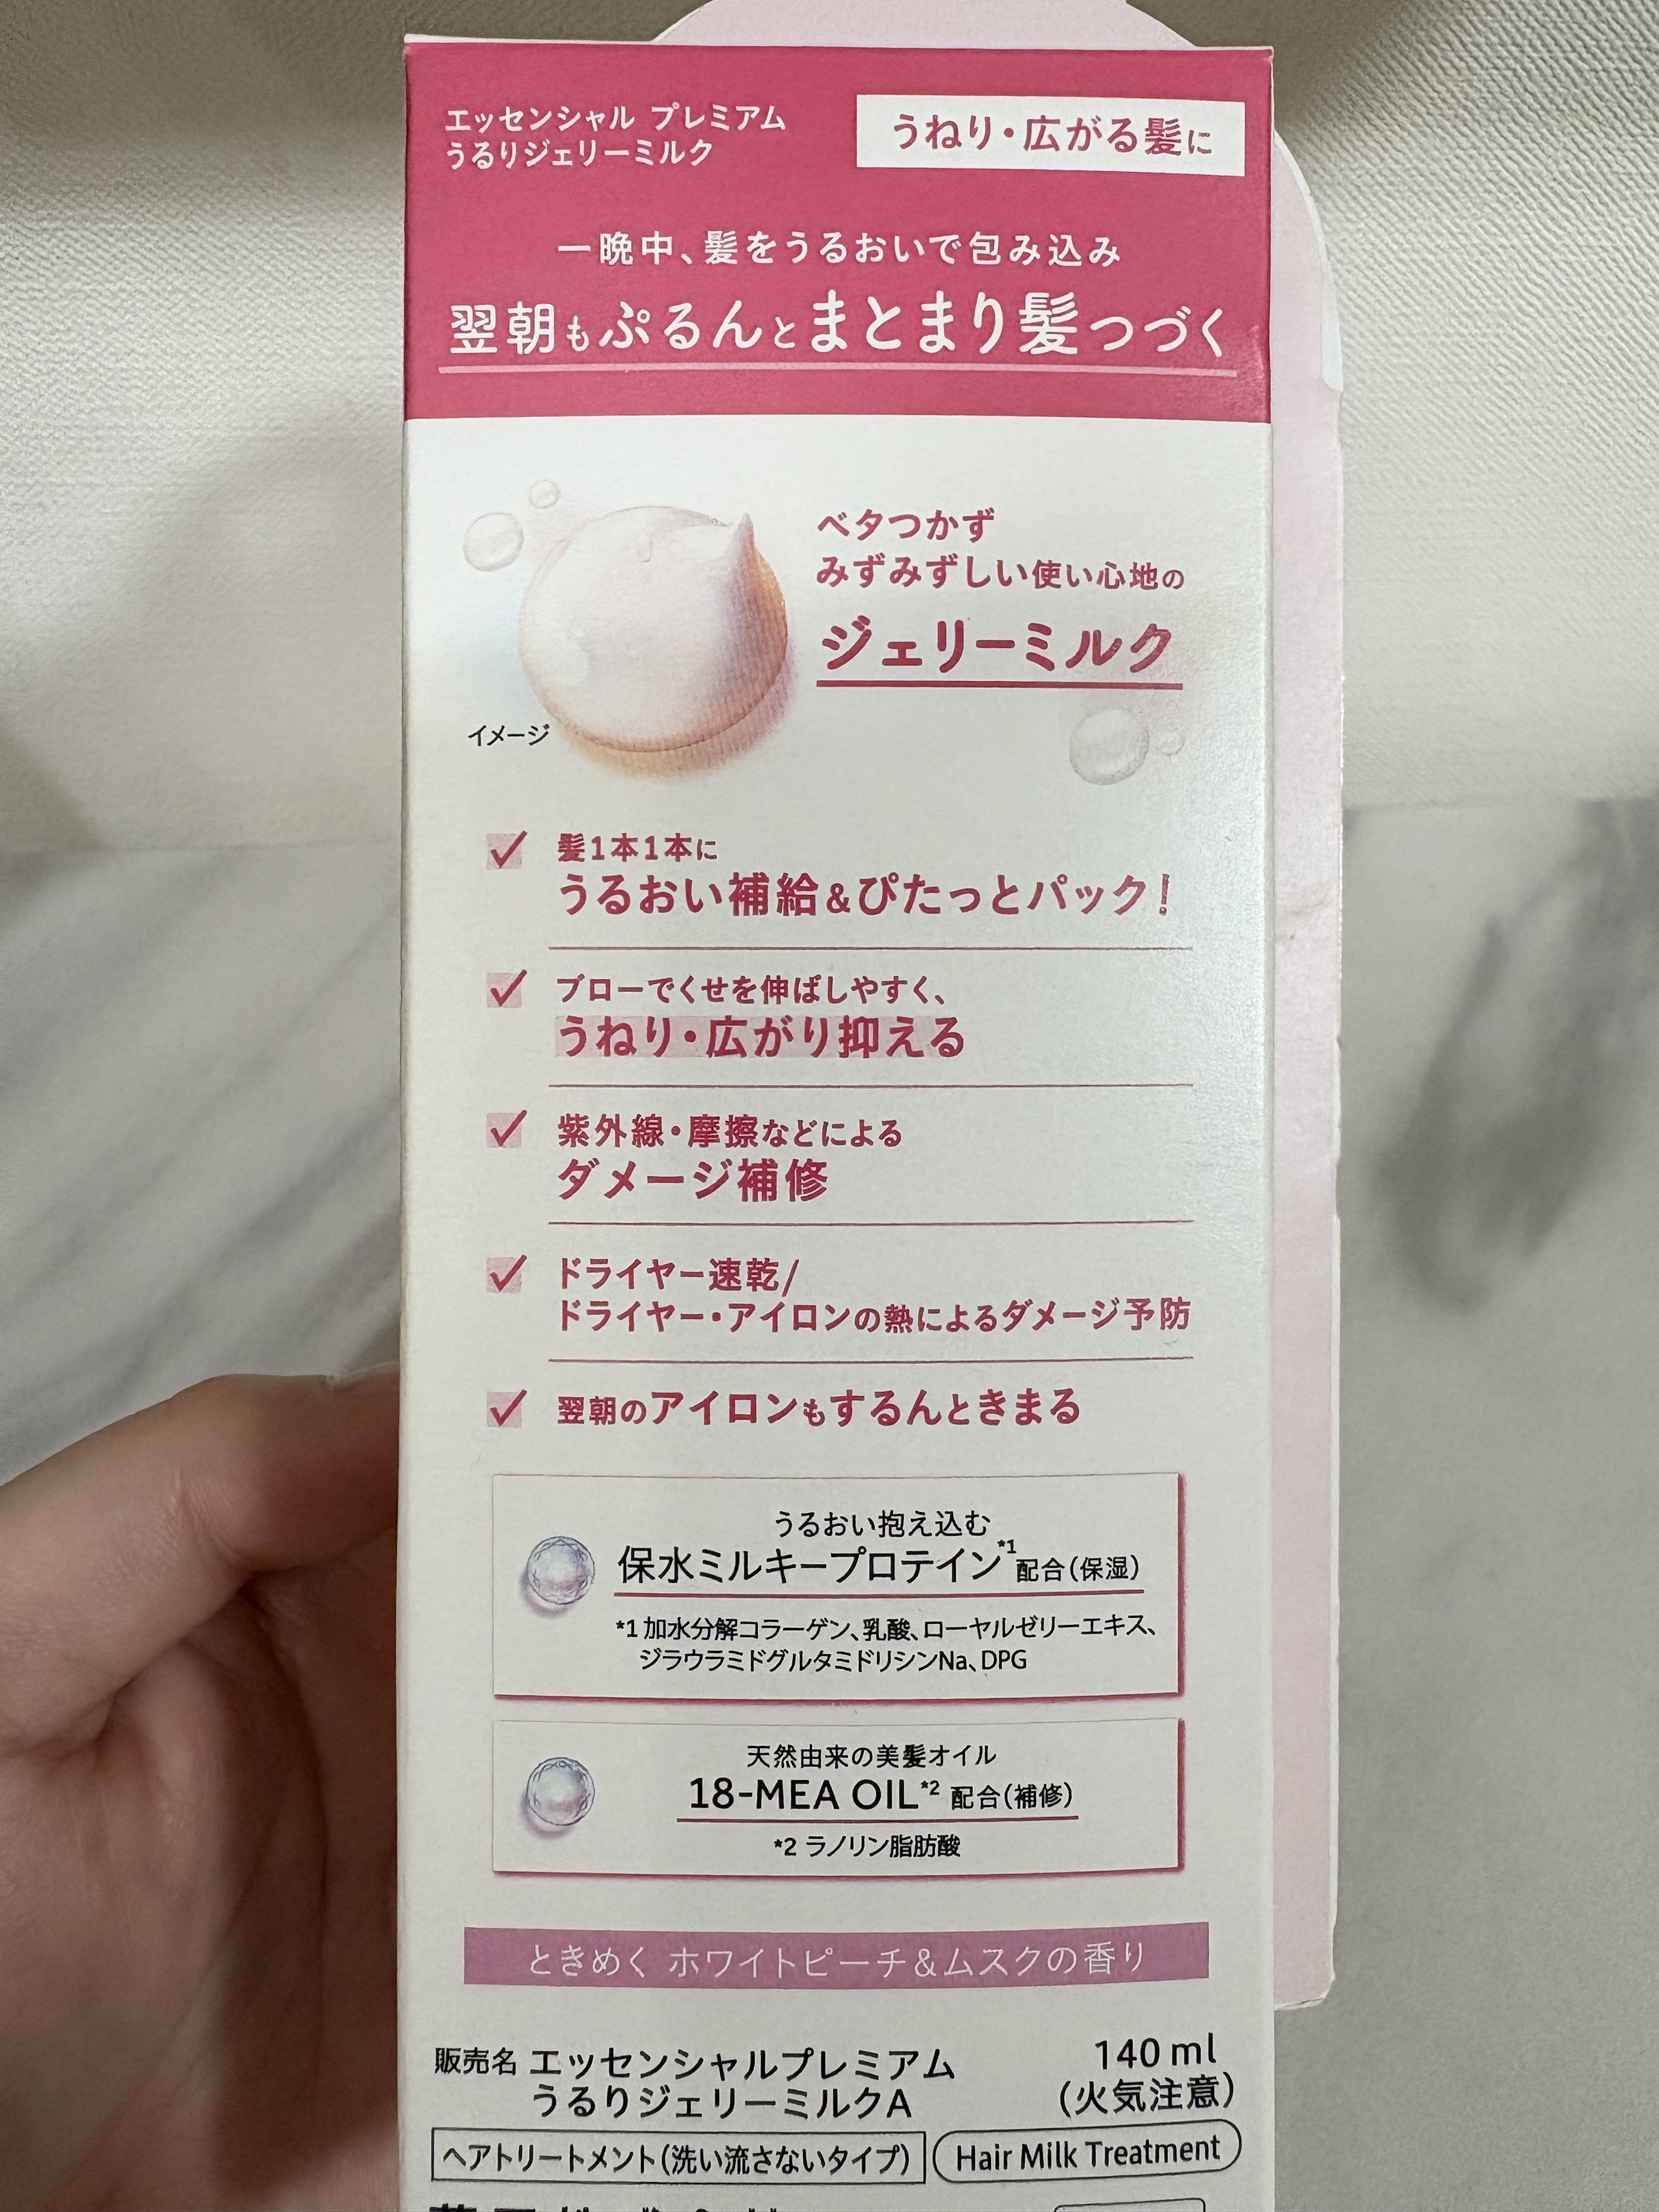 エッセンシャル プレミアム
うるりジェリーミルク
うねり・広がる髪に
一晩中、髪をうるおいで包み込み
翌朝もぷるんとまとまり髪つづく
ベタつかず
みずみずしい使い心地の
ジェリーミルク
イメージ
髪1本1本に
うるおい補給&ぴたっとパック!
ブローでくせを伸ばしやすく、
うねり・広がり抑える
紫外線・摩擦などによる
ダメージ補修
ドライヤー速乾/
ドライヤー・アイロンの熱によるダメージ予防
翌朝のアイロンもするんときまる
うるおい抱え込む
保水ミルキープロテイン*1配合(保湿)
*1 加水分解コラーゲン、乳酸、ローヤルゼリーエキス、
ジラウラミドグルタミドリシンNa、DPG
天然由来の美髪オイル
18-MEA OIL*2 配合(補修)
*2 ラノリン脂肪酸
ときめく ホワイトピーチ&ムスクの香り
販売名 エッセンシャルプレミアム
うるりジェリーミルクA
140 ml
(火気注意)
ヘアトリートメント(洗い流さないタイプ)
Hair Milk Treatment